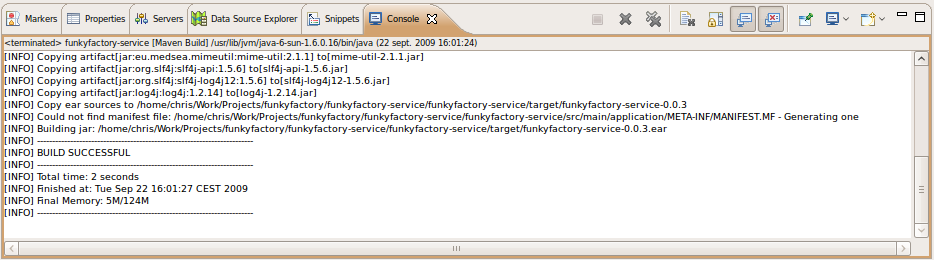 Markers Properties Servers Data Source Explorer Snippets Console
<terminated> funkyfactory-service [Maven Build] /usr/lib/jvm/java-6-sun-1.6.0.16/bin/java (22 sept. 2009 16:01:24)
[INFO] Copying artifact[jar:eu.medsea.mimeutil:mime-util:2.1.1] to[mime-util-2.1.1.jar]
[INFO] Copying artifact[jar:org.slf4j:slf4j-api:1.5.6] to[slf4j-api-1.5.6.jar]
[INFO] Copying artifact[jar:org.slf4j:slf4j-log4j12:1.5.6] to[slf4j-log4j12-1.5.6.jar]
[INFO] Copying artifact[jar:log4j:log4j:1.2.14] to[log4j-1.2.14.jar]
[INFO] Copy ear sources to /home/chris/Work/Projects/funkyfactory/funkyfactory-service/funkyfactory-service/target/funkyfactory-service-0.0.3
[INFO] Could not find manifest file: /home/chris/Work/Projects/funkyfactory/funkyfactory-service/funkyfactory-service/src/main/application/META-INF/MANIFEST.MF - Generating one
[INFO] Building jar: /home/chris/Work/Projects/funkyfactory/funkyfactory-service/funkyfactory-service/target/funkyfactory-service-0.0.3.ear
[INFO] ------------------------------------------------------------------------
[INFO] BUILD SUCCESSFUL
[INFO] ------------------------------------------------------------------------
[INFO] Total time: 2 seconds
[INFO] Finished at: Tue Sep 22 16:01:27 CEST 2009
[INFO] Final Memory: 5M/124M
[INFO] ------------------------------------------------------------------------